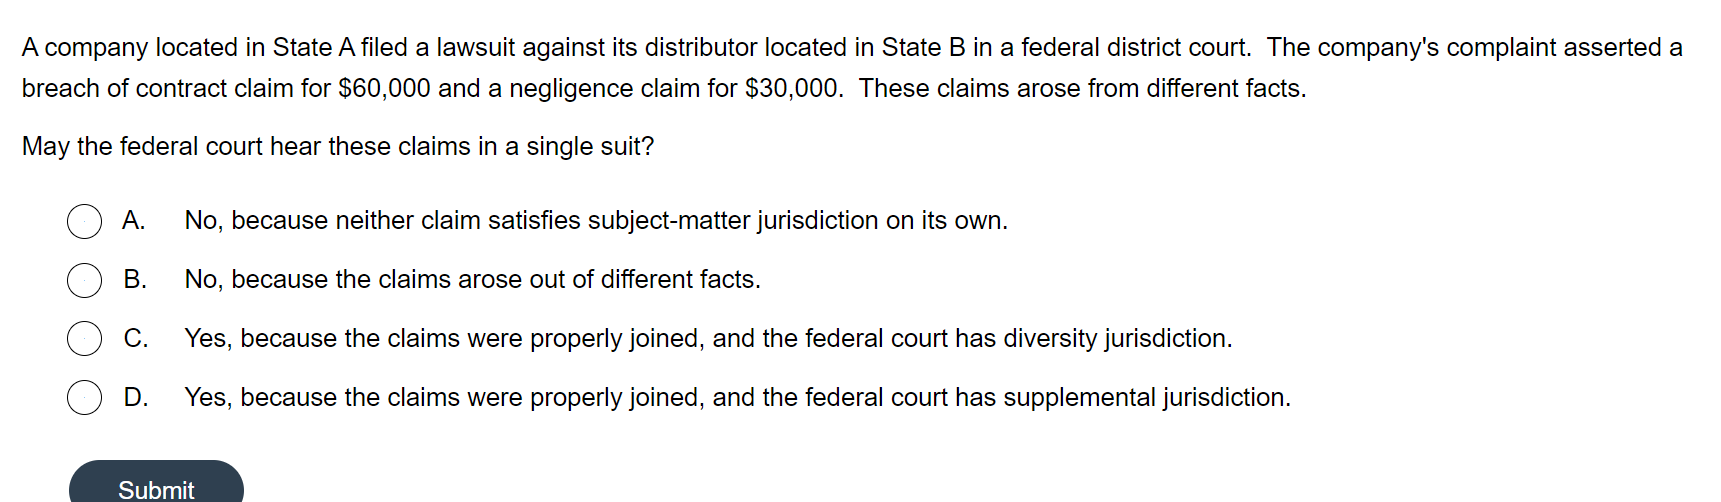 A company located in State A filed a lawsuit against its distributor located in State B in a federal district court.  The company's complaint asserted a
breach of contract claim for $60,000 and a negligence claim for $30,000.  These claims arose from different facts.
May the federal court hear these claims in a single suit?
A. No, because neither claim satisfies subject-matter jurisdiction on its own.
B. No, because the claims arose out of different facts.
C. Yes, because the claims were properly joined, and the federal court has diversity jurisdiction.
D. Yes, because the claims were properly joined, and the federal court has supplemental jurisdiction.
Submit